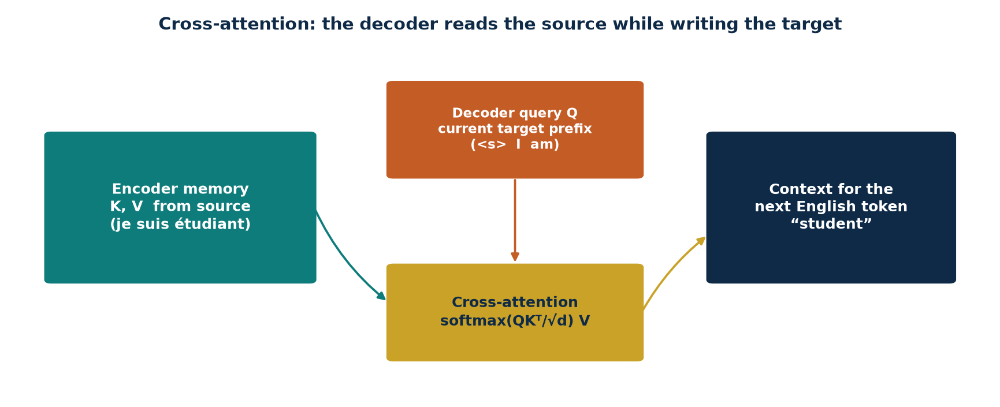 Cross-attention: the decoder reads the source while writing the target
Encoder memory
K, V from source
(je suis étudiant)
Decoder query Q
current target prefix
(<s> I am)
Cross-attention
softmax(QKᵀ/√d) V
Context for the
next English token
“student”